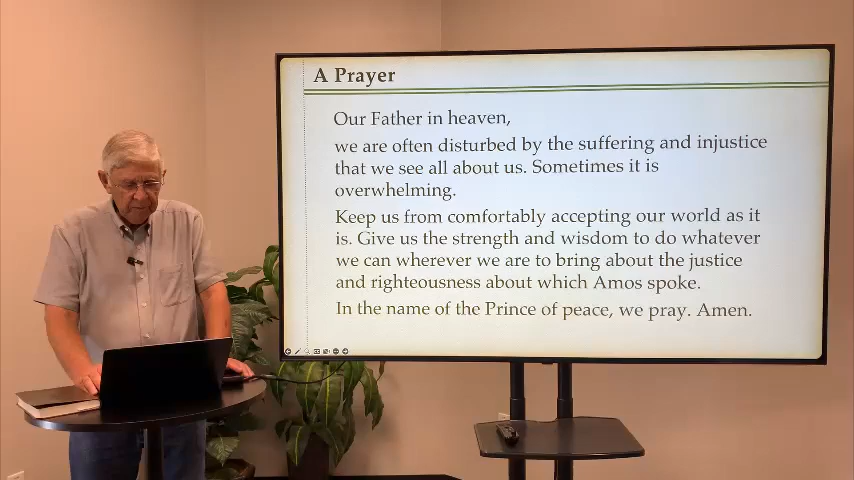 A Prayer
Our Father in heaven,
we are often disturbed by the suffering and injustice
that we see all about us. Sometimes it is
overwhelming.
Keep us from comfortably accepting our world as it
is. Give us the strength and wisdom to do whatever
we can wherever we are to bring about the justice
and righteousness about which Amos spoke.
In the name of the Prince of peace, we pray. Amen.